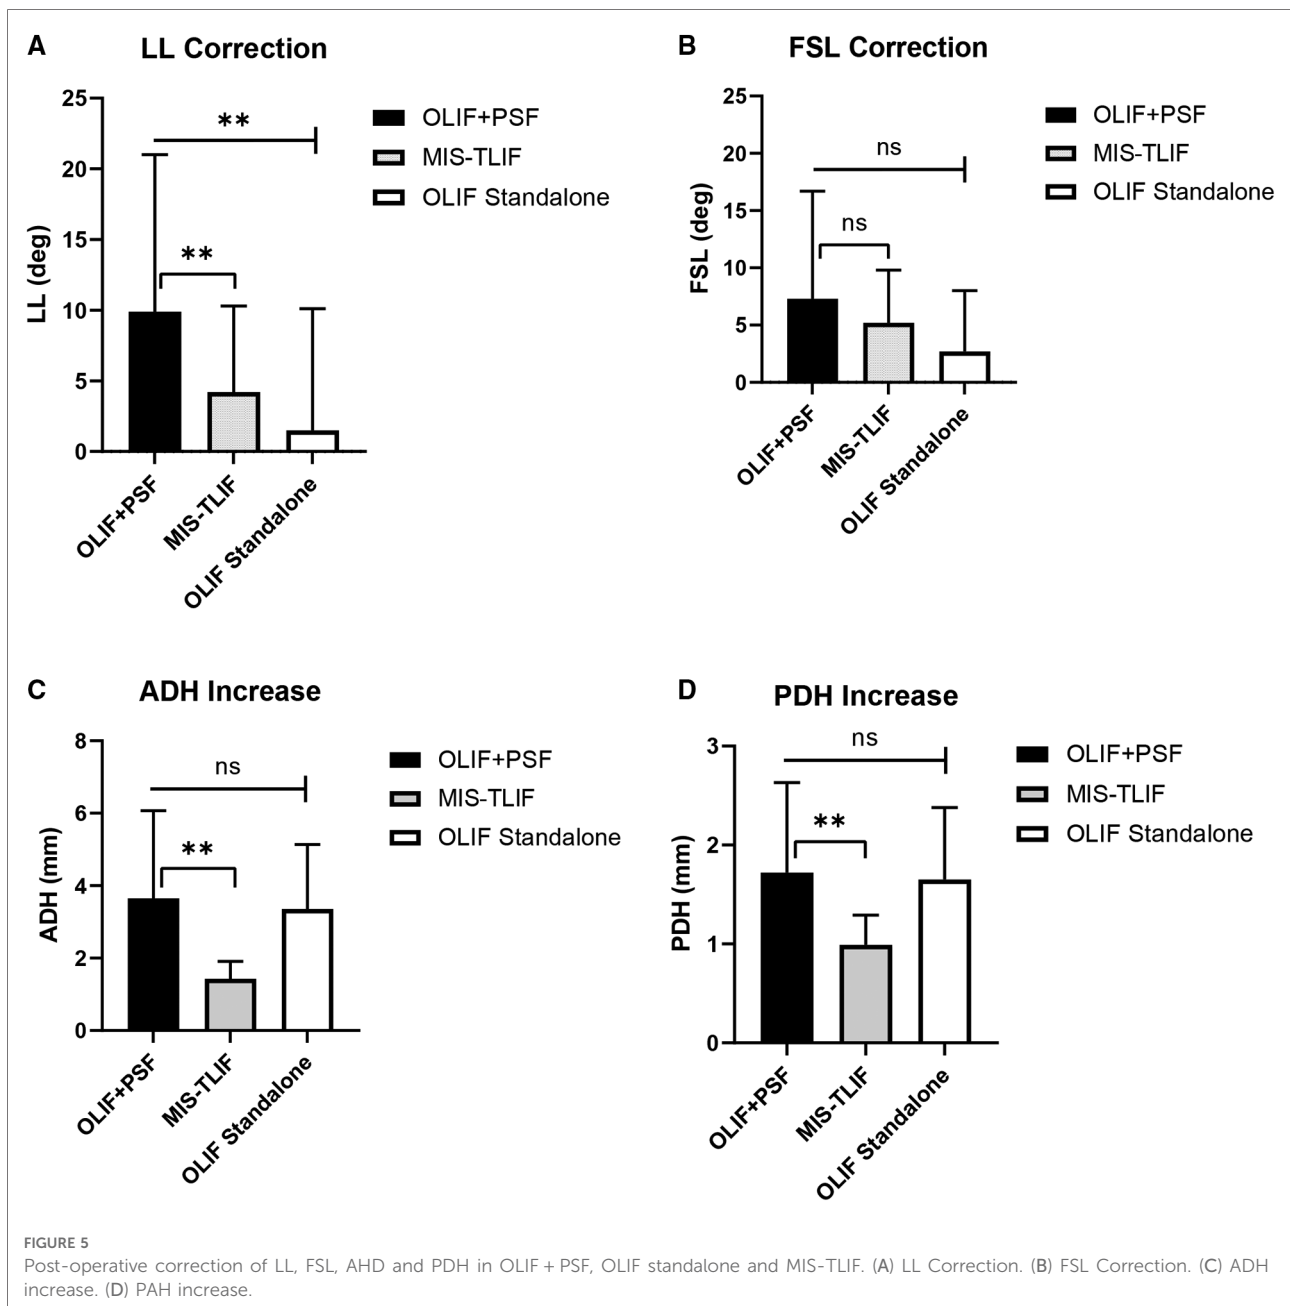 A
LL Correction
25
20
15
10
5
0
LL (deg)
**
**
OLIF+PSF
MIS-TLIF
OLIF Standalone
OLIF+PSF
MIS-TLIF
OLIF Standalone
B
FSL Correction
25
20
15
10
5
0
FSL (deg)
ns
ns
OLIF+PSF
MIS-TLIF
OLIF Standalone
OLIF+PSF
MIS-TLIF
OLIF Standalone
C
ADH Increase
8
6
4
2
0
ADH (mm)
ns
**
OLIF+PSF
MIS-TLIF
OLIF Standalone
OLIF+PSF
MIS-TLIF
OLIF Standalone
D
PDH Increase
3
2
1
0
PDH (mm)
ns
**
OLIF+PSF
MIS-TLIF
OLIF Standalone
OLIF+PSF
MIS-TLIF
OLIF Standalone
FIGURE 5
Post-operative correction of LL, FSL, AHD and PDH in OLIF + PSF, OLIF standalone and MIS-TLIF. (A) LL Correction. (B) FSL Correction. (C) ADH
increase. (D) PAH increase.